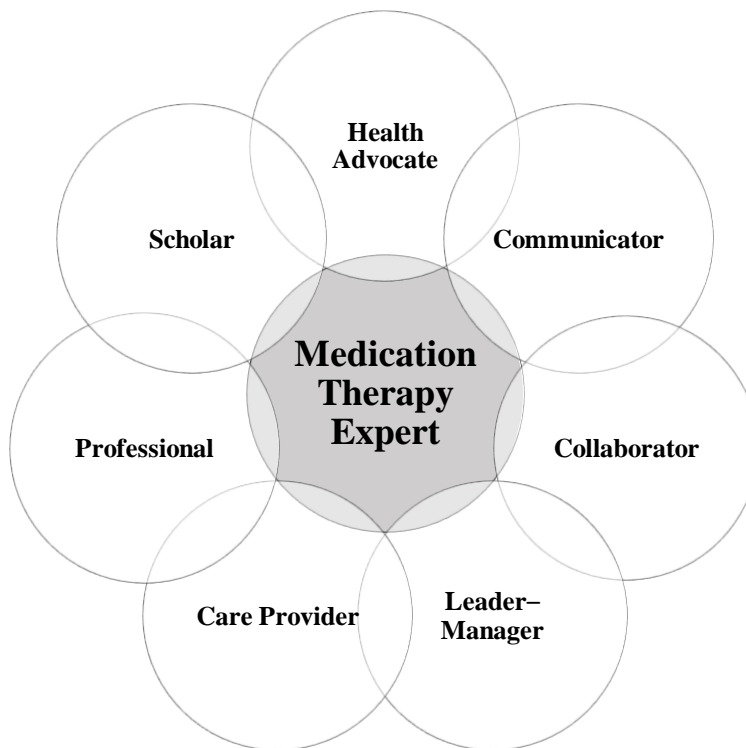 Health
Advocate
Scholar
Communicator
Medication
Therapy
Expert
Professional
Collaborator
Care Provider
Leader–
Manager